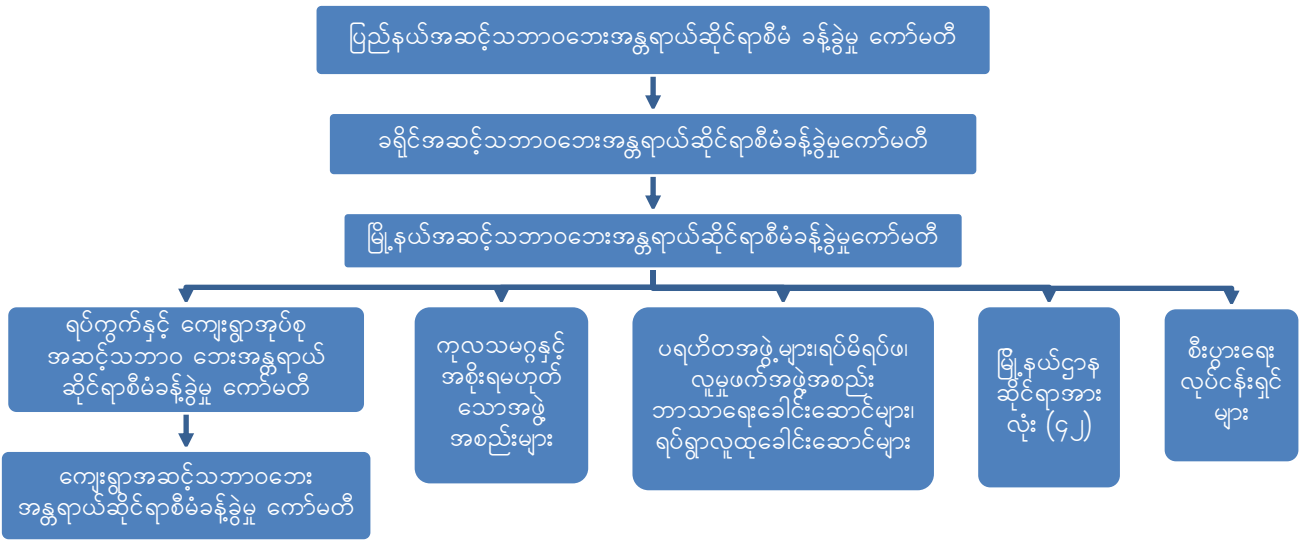 ပြည်နယ်အဆင့်သဘာဝဘေးအန္တရာယ်ဆိုင်ရာစီမံ ခန့်ခွဲမှု ကော်မတီ
ခရိုင်အဆင့်သဘာဝဘေးအန္တရာယ်ဆိုင်ရာစီမံခန့်ခွဲမှုကော်မတီ
မြို့နယ်အဆင့်သဘာဝဘေးအန္တရာယ်ဆိုင်ရာစီမံခန့်ခွဲမှုကော်မတီ
ရပ်ကွက်နှင့် ကျေးရွာအုပ်စု
အဆင့်သဘာဝ ဘေးအန္တရာယ်
ဆိုင်ရာစီမံခန့်ခွဲမှု ကော်မတီ
ကျေးရွာအဆင့်သဘာဝဘေး
အန္တရာယ်ဆိုင်ရာစီမံခန့်ခွဲမှု ကော်မတီ
ကုလသမဂ္ဂနှင့်
အစိုးရမဟုတ်
သောအဖွဲ့
အစည်းများ
ပရဟိတအဖွဲ့များ၊ရပ်မိရပ်ဖ၊
လူမှုဖက်အဖွဲ့အစည်း
ဘာသာရေးခေါင်းဆောင်များ၊
ရပ်ရွာလူထုခေါင်းဆောင်များ
မြို့နယ်ဌာန
ဆိုင်ရာအား
လုံး (၄၂)
စီးပွားရေး
လုပ်ငန်းရှင်
များ